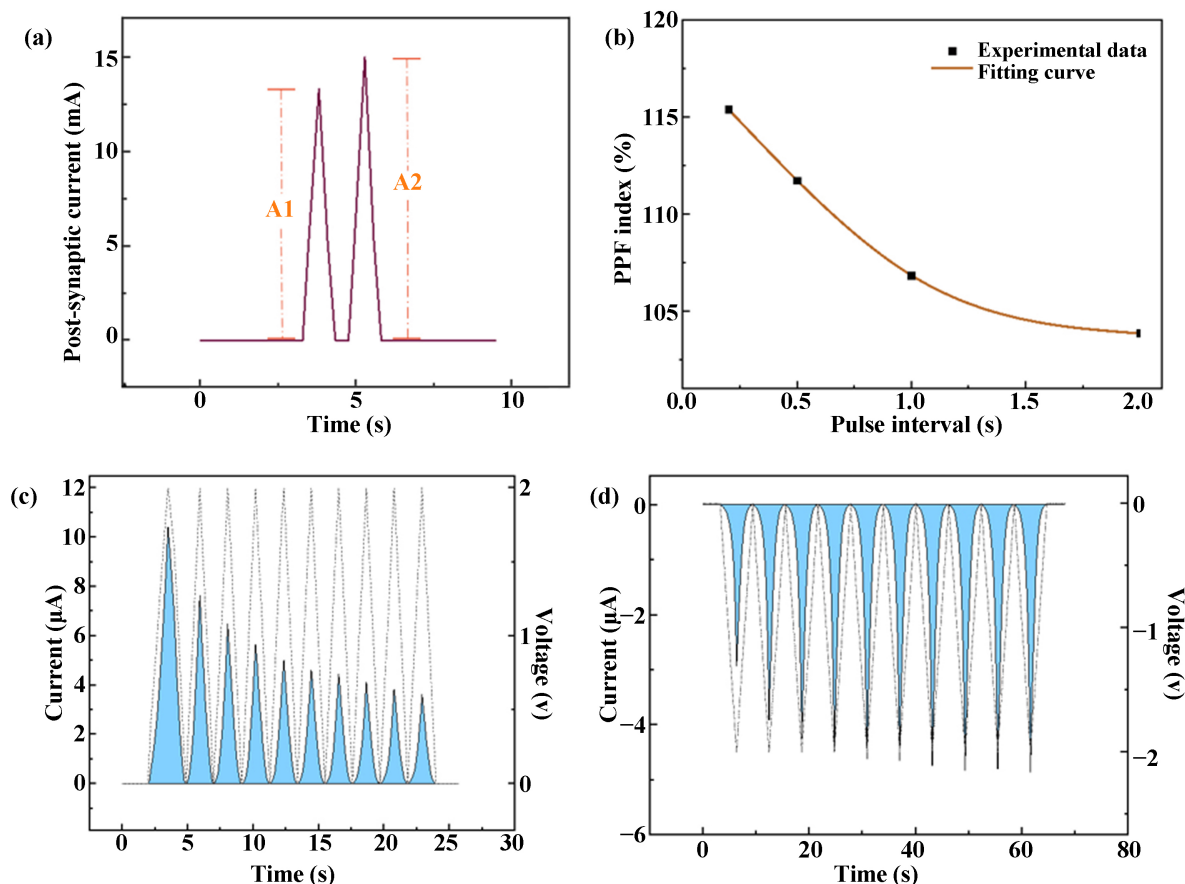 (a)
Post-synaptic current (mA)
15
10
5
0
A1
A2
0
5
10
Time (s)
(b)
PPF index (%)
120
115
110
105
Experimental data
Fitting curve
0.0
0.5
1.0
1.5
2.0
Pulse interval (s)
(c)
Current (μA)
12
10
8
6
4
2
0
2
1
0
Voltage (v)
0
5
10
15
20
25
30
Time (s)
(d)
Current (μA)
0
−2
−4
−6
0
−1
−2
Voltage (v)
0
20
40
60
80
Time (s)